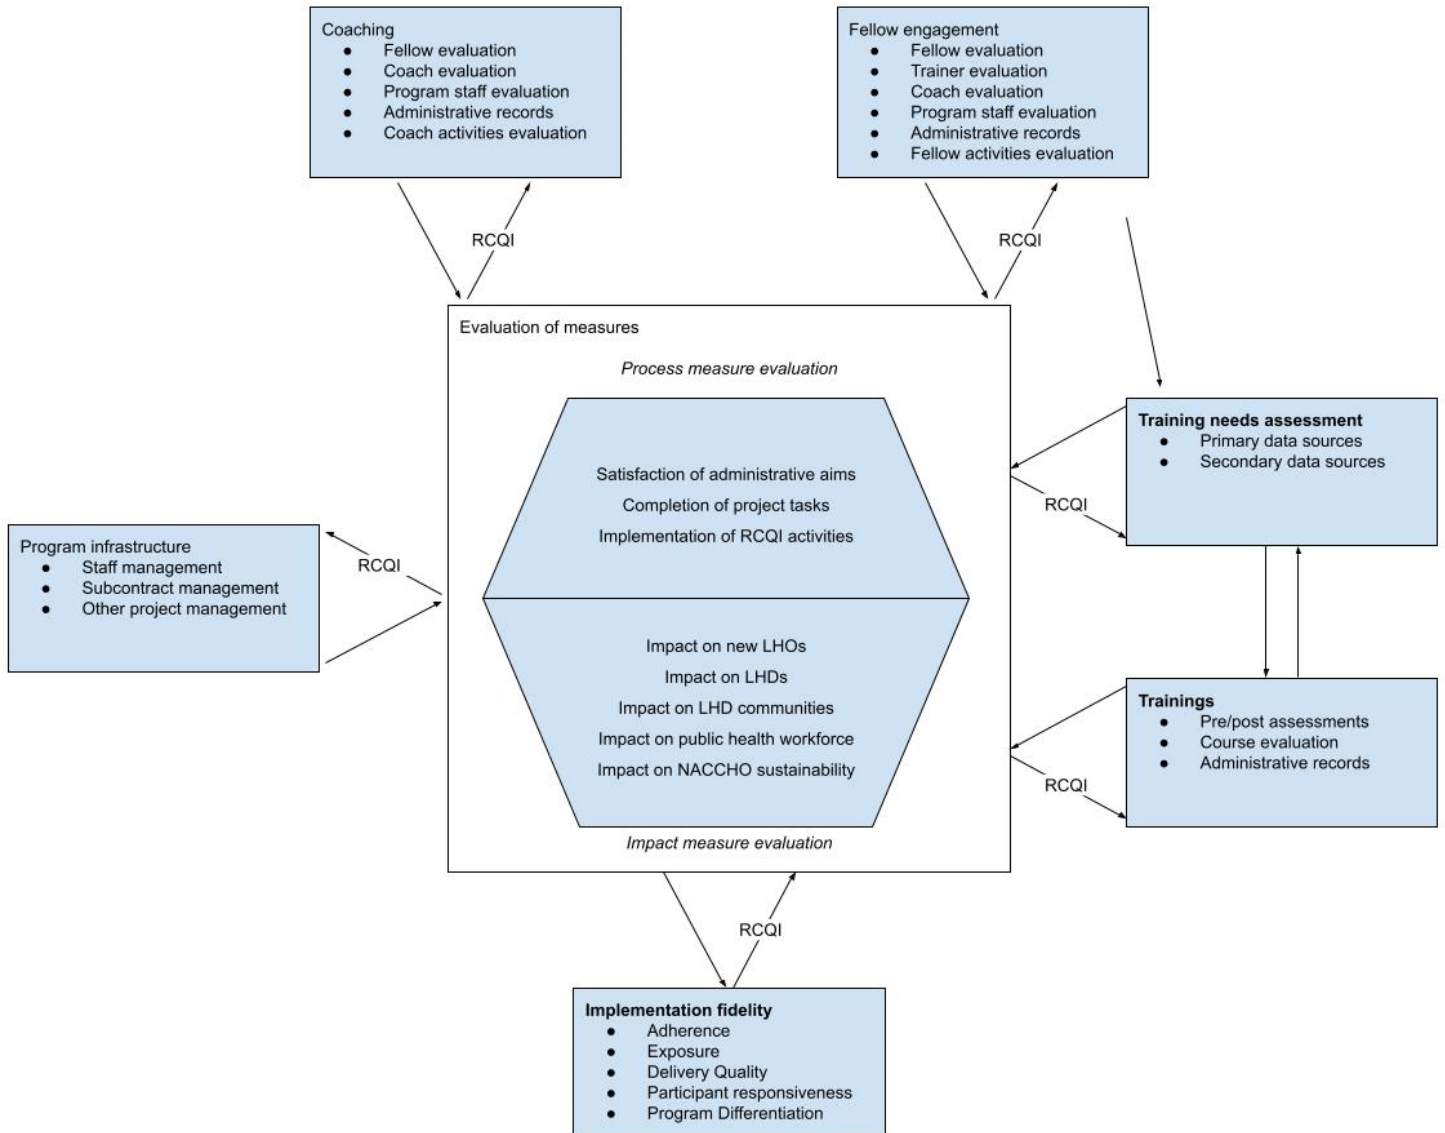 Coaching
● Fellow evaluation
● Coach evaluation
● Program staff evaluation
● Administrative records
● Coach activities evaluation
Fellow engagement
● Fellow evaluation
● Trainer evaluation
● Coach evaluation
● Program staff evaluation
● Administrative records
● Fellow activities evaluation
RCQI
RCQI
Evaluation of measures
Process measure evaluation
Satisfaction of administrative aims
Completion of project tasks
Implementation of RCQI activities
Impact on new LHOs
Impact on LHDs
Impact on LHD communities
Impact on public health workforce
Impact on NACCHO sustainability
Impact measure evaluation
Training needs assessment
● Primary data sources
● Secondary data sources
RCQI
Program infrastructure
● Staff management
● Subcontract management
● Other project management
RCQI
Trainings
● Pre/post assessments
● Course evaluation
● Administrative records
RCQI
RCQI
Implementation fidelity
● Adherence
● Exposure
● Delivery Quality
● Participant responsiveness
● Program Differentiation